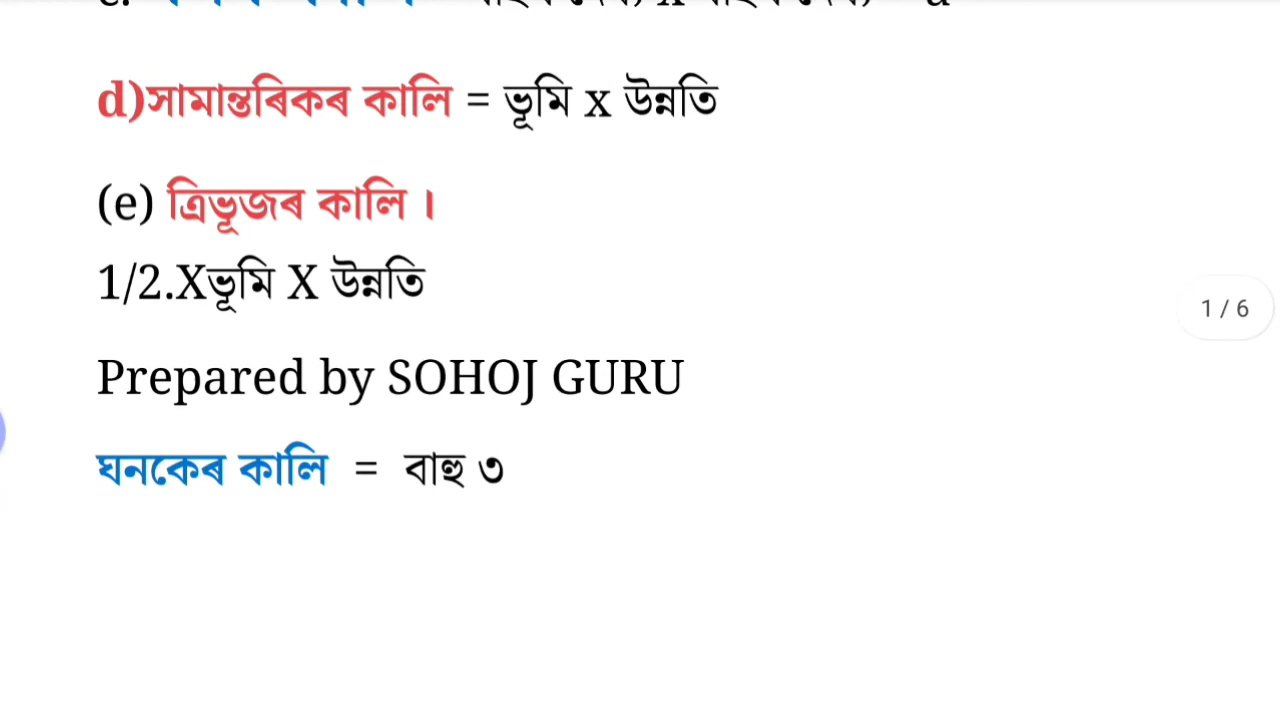 d)সামান্তৰিকৰ কালি = ভূমি x উন্নতি
(e) ত্রিভূজৰ কালি ।
1/2.Xভূমি X উন্নতি
1 / 6
Prepared by SOHOJ GURU
ঘনকেৰ কালি = বাহু ৩